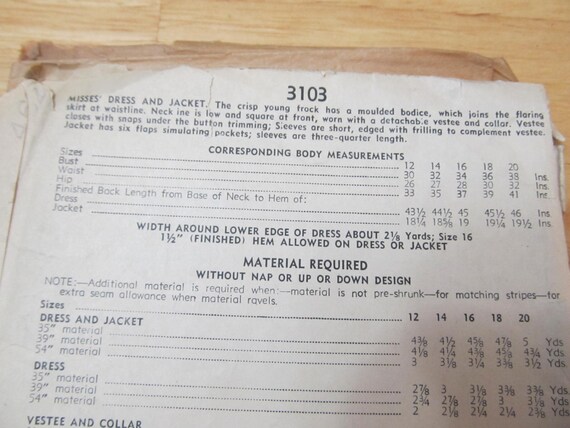 3103
MISSES' DRESS AND JACKET. The crisp young frock has a moulded bodice, which joins the flaring
skirt at waistline. Neck ine is low and square at front, worn with a detachable vestee and collar. Vestee
closes with snaps under the button trimming; Sleeves are short, edged with frilling to complement vestee.
Jacket has six flaps simulating pockets; sleeves are three-quarter length.
CORRESPONDING BODY MEASUREMENTS
Sizes 12 14 16 18 20
Bust 30 32 34 36 38 Ins.
Waist 26 27 28 30 32 Ins.
Hip 33 35 37 39 41 Ins.
Finished Back Length from Base of Neck to Hem of:
Dress 43½ 44½ 45 45½ 46 Ins.
Jacket 18¼ 18⅝ 19 19¼ 19½ Ins.
WIDTH AROUND LOWER EDGE OF DRESS ABOUT 2⅛ Yards; Size 16
1½" (FINISHED) HEM ALLOWED ON DRESS OR JACKET
MATERIAL REQUIRED
WITHOUT NAP OR UP OR DOWN DESIGN
NOTE:—Additional material is required when:—material is not pre-shrunk—for matching stripes—for
extra seam allowance when material ravels.
Sizes 12 14 16 18 20
DRESS AND JACKET
35" material 4⅜ 4½ 4⅝ 4⅞ 5 Yds
39" material 4⅛ 4¼ 4⅜ 4⅝ 4¾ Yds
54" material 3 3⅛ 3¼ 3⅜ Yds
DRESS
35" material 2⅞ 3 3⅛ 3⅜ 3⅜ Yds
39" material 2¾ 2⅞ 2⅞ 3 3⅛ Yds
54" material 2 2⅛ 2¼ 2¼ Yds
VESTEE AND COLLAR